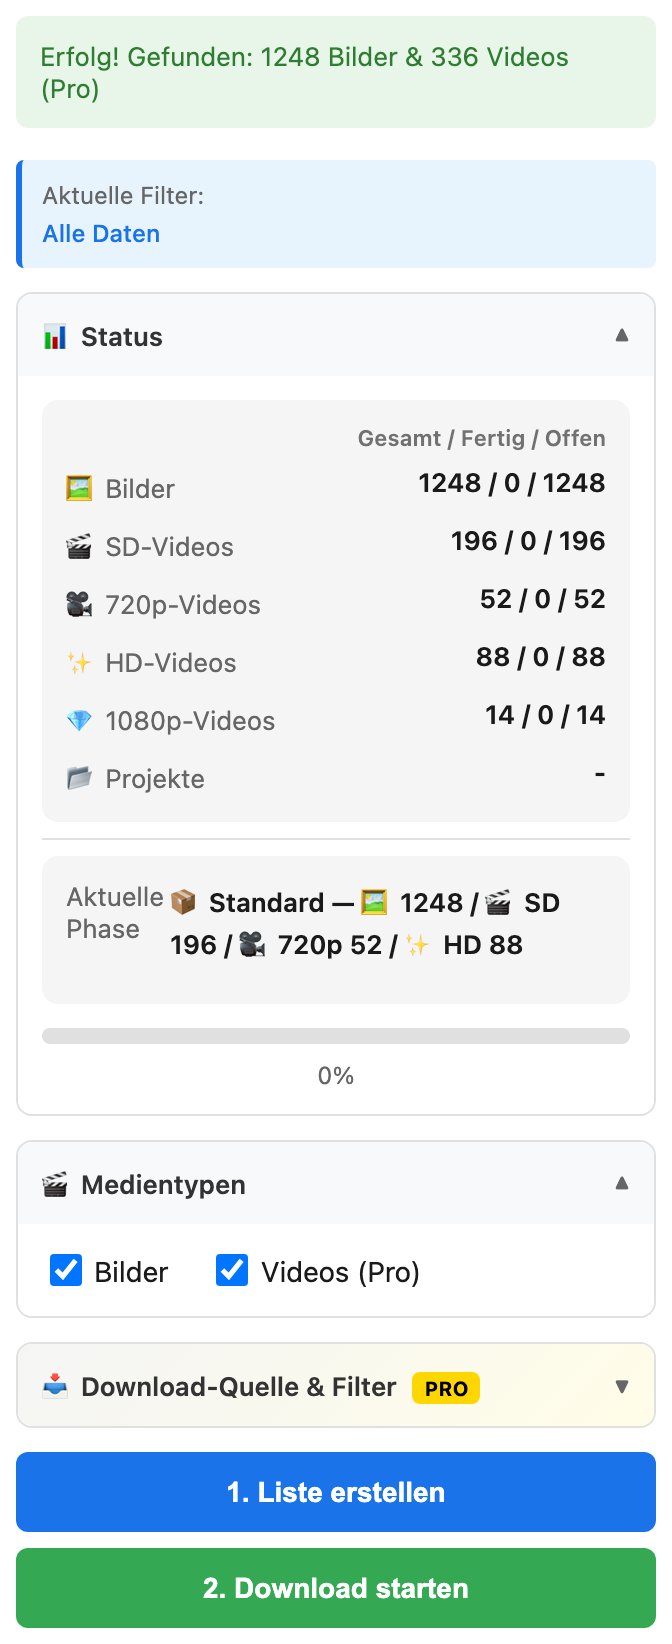 Erfolg! Gefunden: 1248 Bilder & 336 Videos
(Pro)
Aktuelle Filter:
Alle Daten
Status
Gesamt / Fertig / Offen
Bilder 1248 / 0 / 1248
SD-Videos 196 / 0 / 196
720p-Videos 52 / 0 / 52
HD-Videos 88 / 0 / 88
1080p-Videos 14 / 0 / 14
Projekte -
Aktuelle Phase
Standard — 1248 / SD
196 / 720p 52 / HD 88
0%
Medientypen
Bilder Videos (Pro)
Download-Quelle & Filter PRO
1. Liste erstellen
2. Download starten